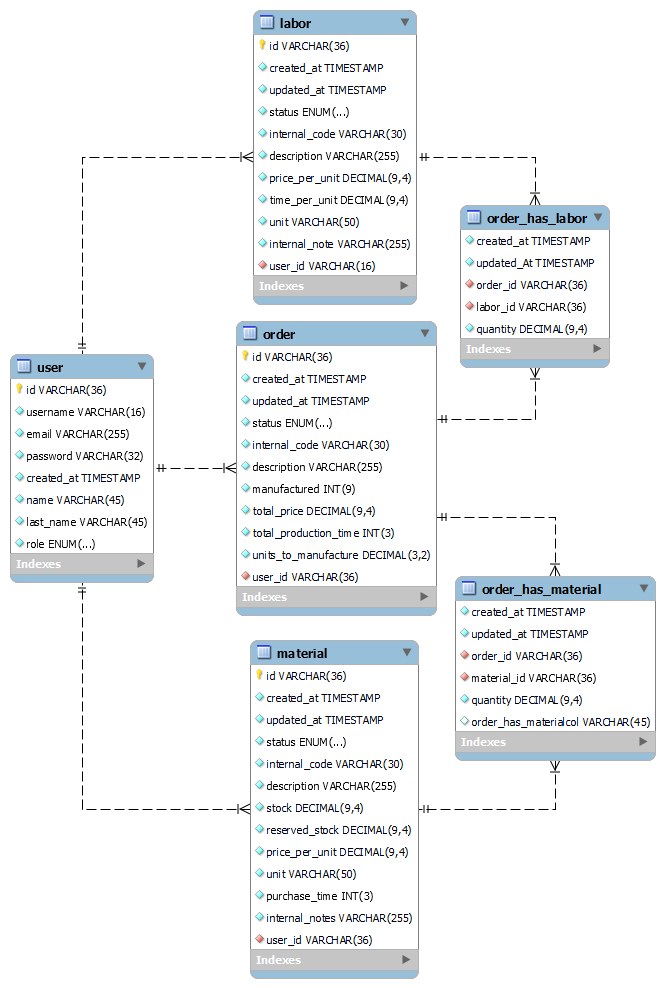 labor
id VARCHAR(36)
created_at TIMESTAMP
updated_at TIMESTAMP
status ENUM(...)
internal_code VARCHAR(30)
description VARCHAR(255)
price_per_unit DECIMAL(9,4)
time_per_unit DECIMAL(9,4)
unit VARCHAR(50)
internal_note VARCHAR(255)
user_id VARCHAR(16)
Indexes
order_has_labor
created_at TIMESTAMP
updated_At TIMESTAMP
order_id VARCHAR(36)
labor_id VARCHAR(36)
quantity DECIMAL(9,4)
Indexes
order
id VARCHAR(36)
created_at TIMESTAMP
updated_at TIMESTAMP
status ENUM(...)
internal_code VARCHAR(30)
description VARCHAR(255)
manufactured INT(9)
total_price DECIMAL(9,4)
total_production_time INT(3)
units_to_manufacture DECIMAL(3,2)
user_id VARCHAR(36)
Indexes
user
id VARCHAR(36)
username VARCHAR(16)
email VARCHAR(255)
password VARCHAR(32)
created_at TIMESTAMP
name VARCHAR(45)
last_name VARCHAR(45)
role ENUM(...)
Indexes
order_has_material
created_at TIMESTAMP
updated_at TIMESTAMP
order_id VARCHAR(36)
material_id VARCHAR(36)
quantity DECIMAL(9,4)
order_has_materialcol VARCHAR(45)
Indexes
material
id VARCHAR(36)
created_at TIMESTAMP
updated_at TIMESTAMP
status ENUM(...)
internal_code VARCHAR(30)
description VARCHAR(255)
stock DECIMAL(9,4)
reserved_stock DECIMAL(9,4)
price_per_unit DECIMAL(9,4)
unit VARCHAR(50)
purchase_time INT(3)
internal_notes VARCHAR(255)
user_id VARCHAR(36)
Indexes